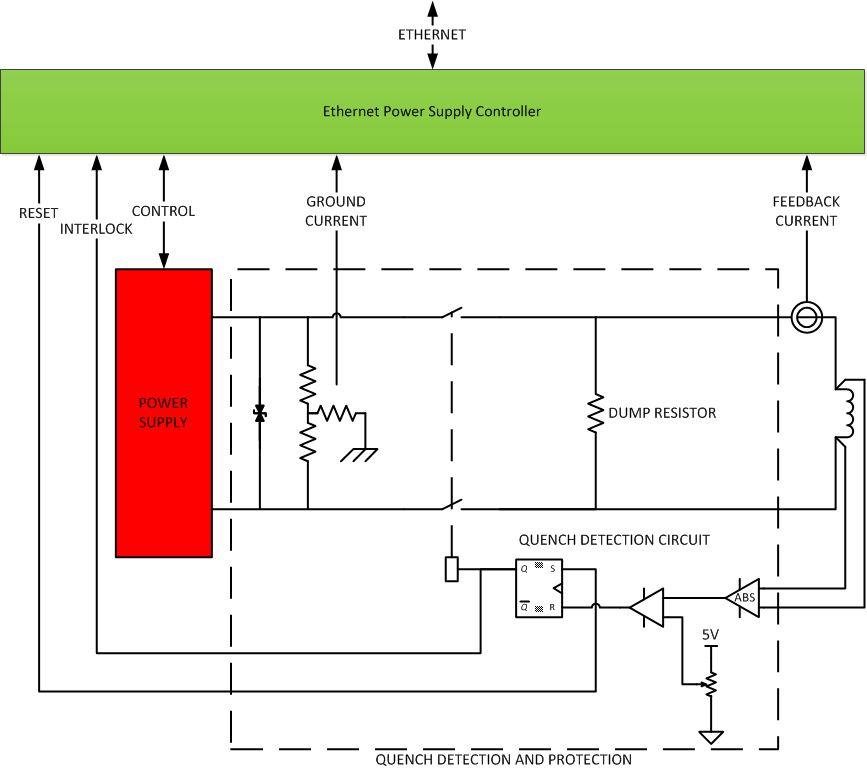 ETHERNET
Ethernet Power Supply Controller
RESET
INTERLOCK
CONTROL
GROUND
CURRENT
FEEDBACK
CURRENT
POWER
SUPPLY
DUMP RESISTOR
QUENCH DETECTION CIRCUIT
Q S
Q R
ABS
5V
QUENCH DETECTION AND PROTECTION